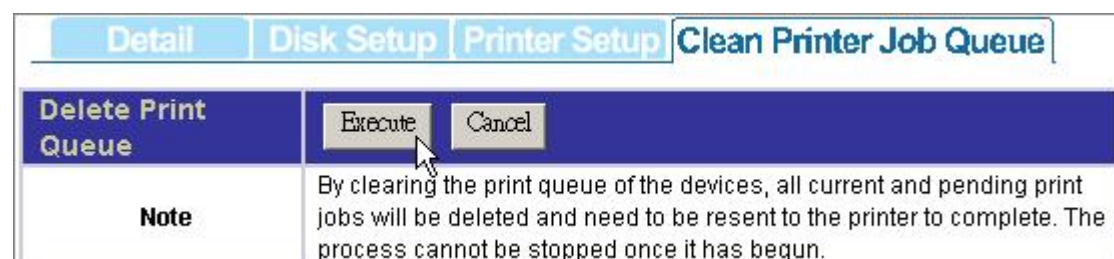 Detail Disk Setup Printer Setup Clean Printer Job Queue
Delete Print
Queue
Execute Cancel
Note
By clearing the print queue of the devices, all current and pending print
jobs will be deleted and need to be resent to the printer to complete. The
process cannot be stopped once it has begun.